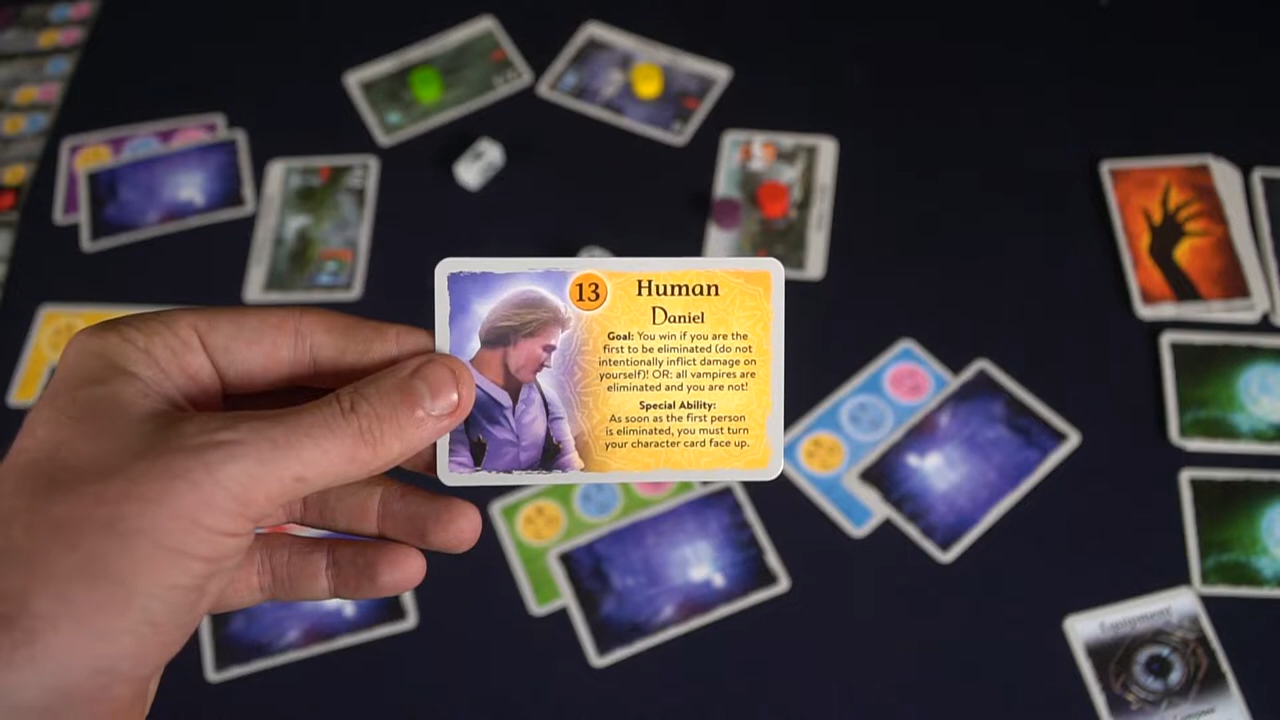 13
Human
Daniel
Goal: You win if you are the
first to be eliminated (do not
intentionally inflict damage on
yourself)! OR: all vampires are
eliminated and you are not!
Special Ability:
As soon as the first person
is eliminated, you must turn
your character card face up.
Equipment